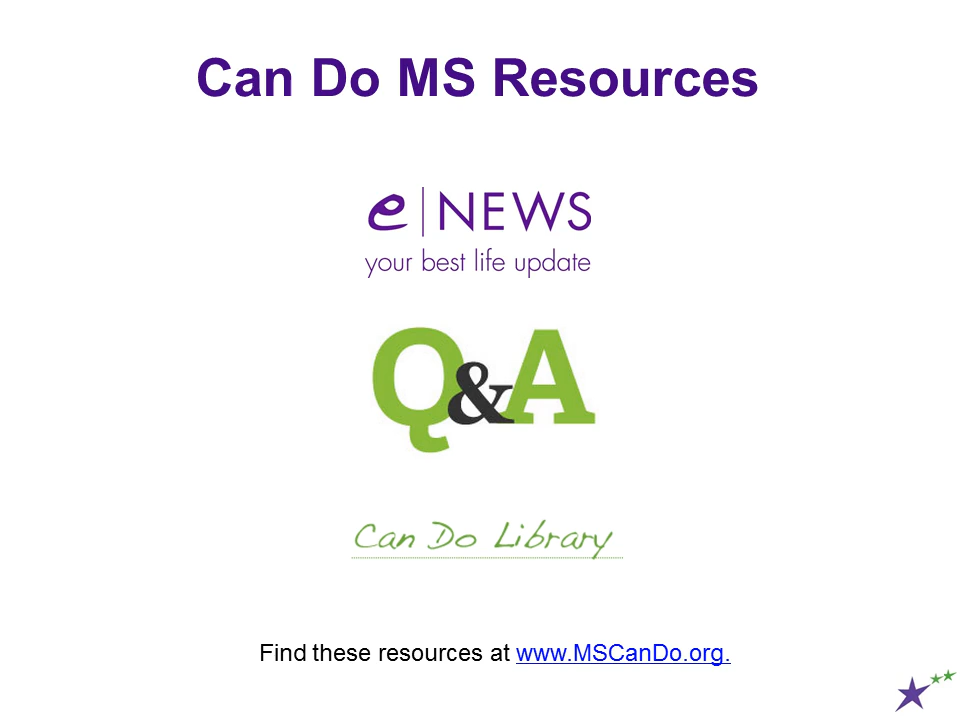 Can Do MS Resources
e|NEWS
your best life update
Q&A
Can Do Library
Find these resources at www.MSCanDo.org.